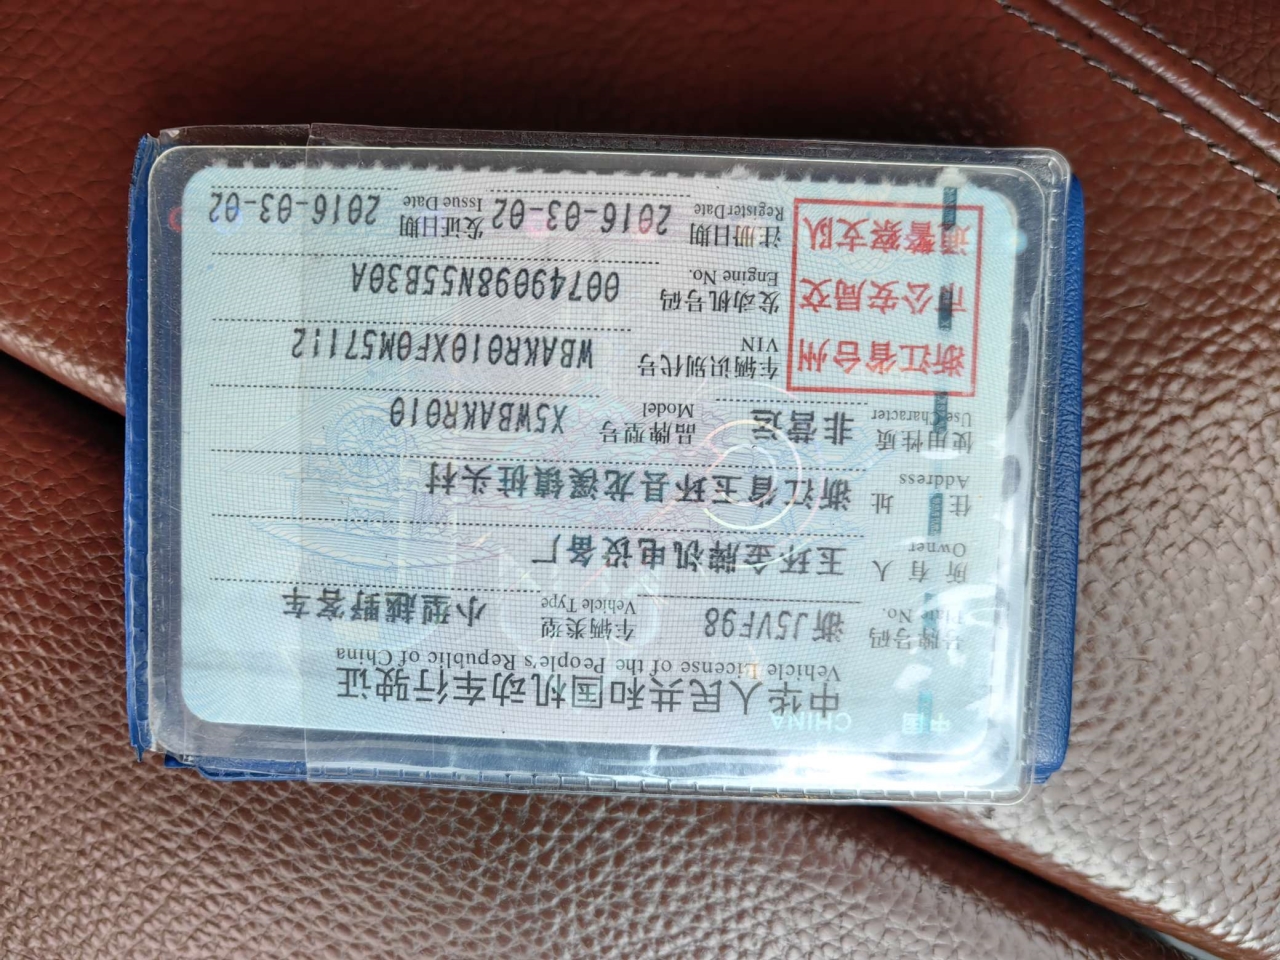 中国 CHINA
中华人民共和国机动车行驶证
Vehicle License of the People's Republic of China
号牌号码 浙J5VF98 车辆类型 小型越野客车
Plate No. Vehicle Type
所有人 玉环金牌机电设备厂
Owner
住址 浙江省玉环县龙溪镇桩头村
Address
使用性质 非营运 品牌型号 X5WBAKR010
Use Character Model
浙江省台州
市公安局交
通警察支队
车辆识别代号 WBAKR010XF0M57112
VIN
发动机号码 00749098N55B30A
Engine No.
注册日期 2016-03-02 发证日期 2016-03-02
Register Date Issue Date